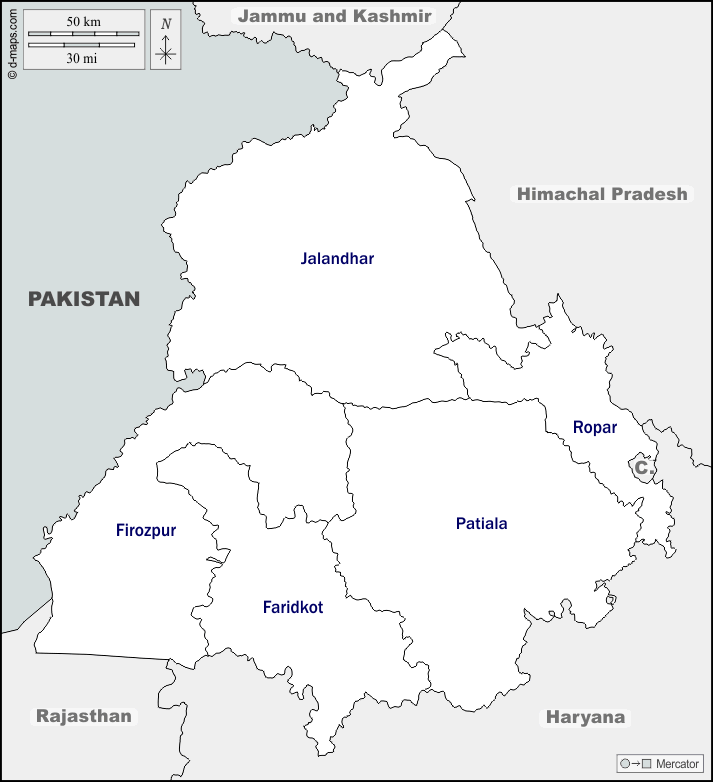 © d-maps.com
50 km
30 mi
N
Jammu and Kashmir
Himachal Pradesh
Jalandhar
PAKISTAN
Ropar
C.
Patiala
Firozpur
Faridkot
Rajasthan
Haryana
Mercator